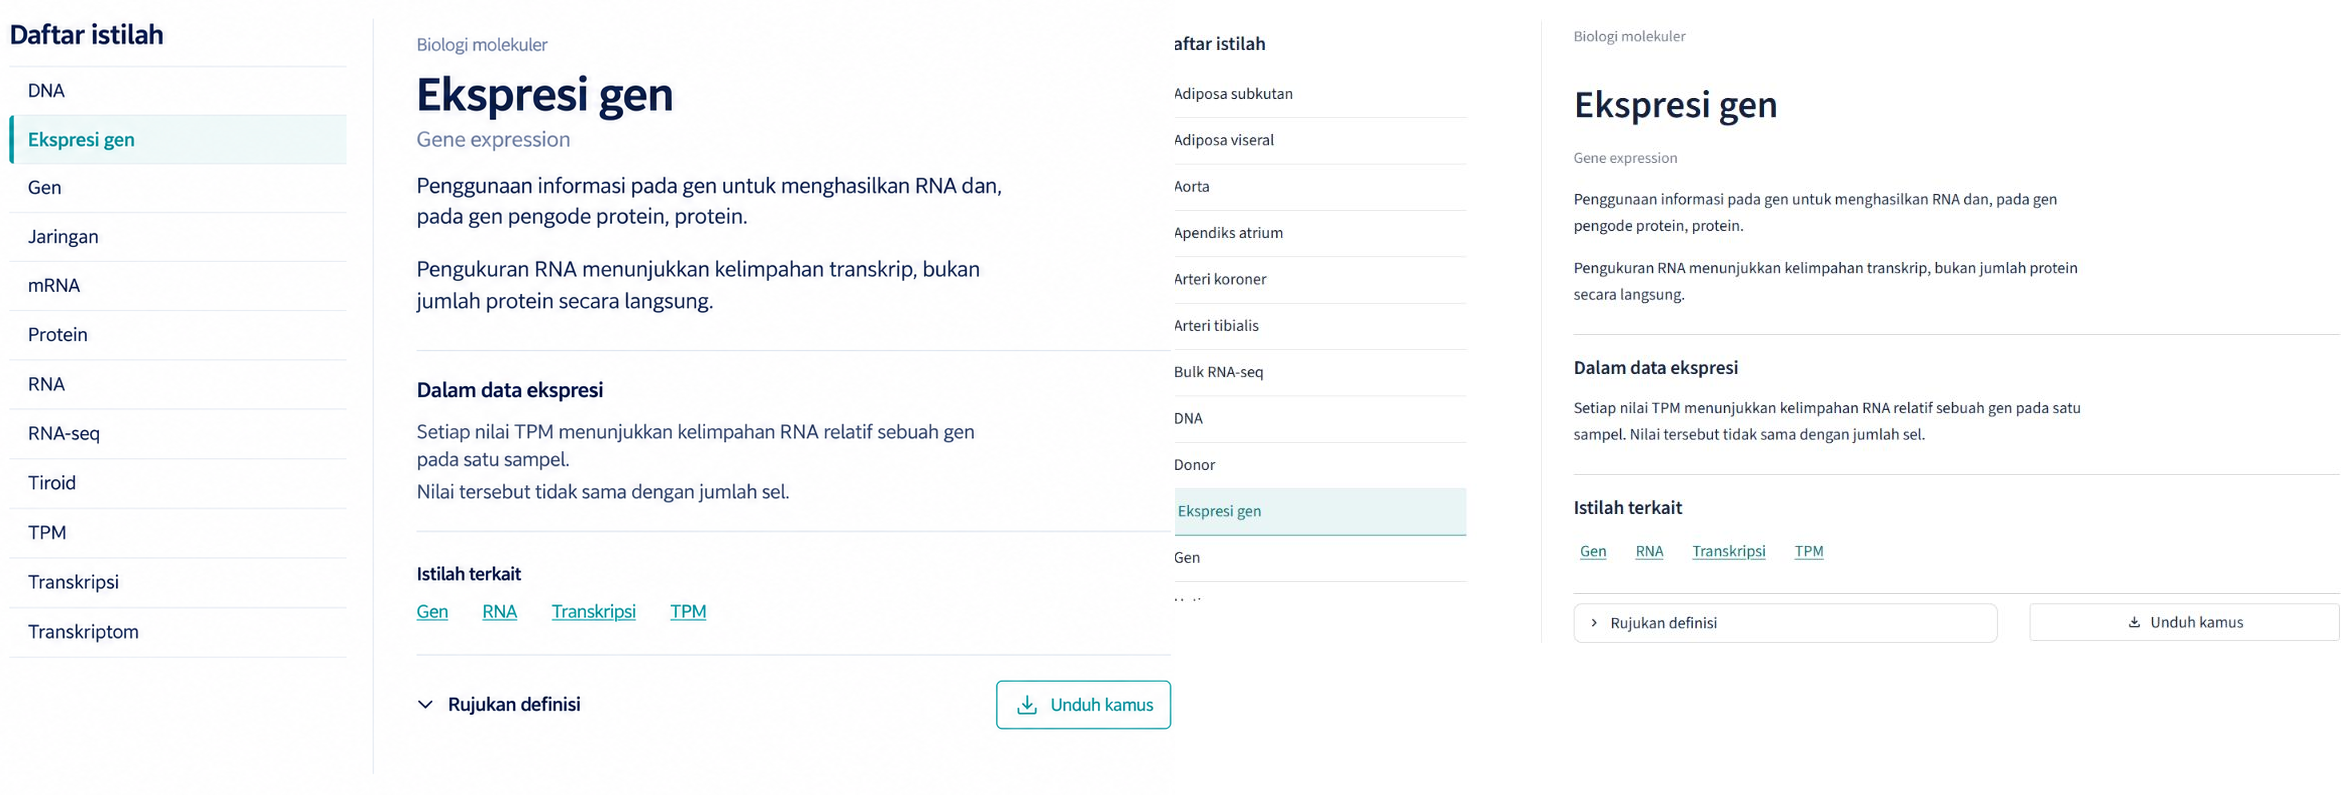 Daftar istilah
DNA
Ekspresi gen
Gen
Jaringan
mRNA
Protein
RNA
RNA-seq
Tiroid
TPM
Transkripsi
Transkriptom
Biologi molekuler
Ekspresi gen
Gene expression
Penggunaan informasi pada gen untuk menghasilkan RNA dan,
pada gen pengode protein, protein.
Pengukuran RNA menunjukkan kelimpahan transkrip, bukan
jumlah protein secara langsung.
Dalam data ekspresi
Setiap nilai TPM menunjukkan kelimpahan RNA relatif sebuah gen
pada satu sampel.
Nilai tersebut tidak sama dengan jumlah sel.
Istilah terkait
Gen RNA Transkripsi TPM
Rujukan definisi
Unduh kamus
aftar istilah
Adiposa subkutan
Adiposa viseral
Aorta
Apendiks atrium
Arteri koroner
Arteri tibialis
Bulk RNA-seq
DNA
Donor
Ekspresi gen
Gen
Biologi molekuler
Ekspresi gen
Gene expression
Penggunaan informasi pada gen untuk menghasilkan RNA dan, pada gen
pengode protein, protein.
Pengukuran RNA menunjukkan kelimpahan transkrip, bukan jumlah protein
secara langsung.
Dalam data ekspresi
Setiap nilai TPM menunjukkan kelimpahan RNA relatif sebuah gen pada satu
sampel. Nilai tersebut tidak sama dengan jumlah sel.
Istilah terkait
Gen RNA Transkripsi TPM
Rujukan definisi
Unduh kamus